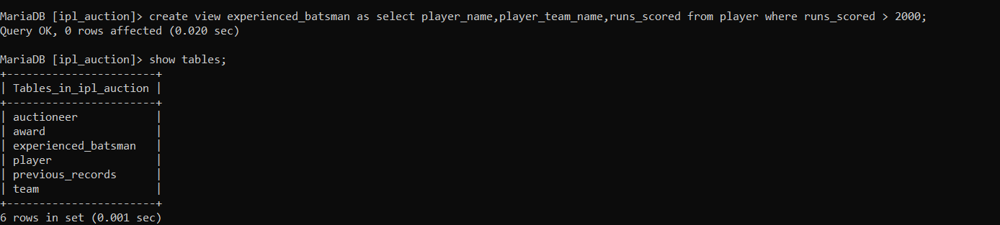 MariaDB [ipl_auction]> create view experienced_batsman as select player_name,player_team_name,runs_scored from player where runs_scored > 2000;
Query OK, 0 rows affected (0.020 sec)
MariaDB [ipl_auction]> show tables;
+-----------------------+
| Tables_in_ipl_auction |
+-----------------------+
| auctioneer            |
| award                 |
| experienced_batsman   |
| player                |
| previous_records      |
| team                  |
+-----------------------+
6 rows in set (0.001 sec)